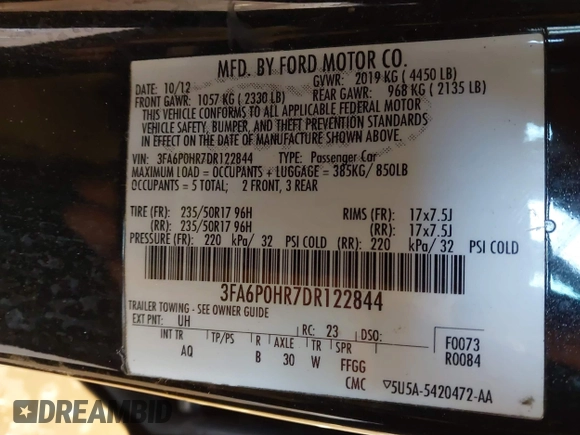 MFD. BY FORD MOTOR CO.
DATE: 10/12 GVWR: 2019 KG ( 4450 LB)
FRONT GAWR: 1057 KG ( 2330 LB) REAR GAWR: 968 KG ( 2135 LB)
THIS VEHICLE CONFORMS TO ALL APPLICABLE FEDERAL MOTOR
VEHICLE SAFETY, BUMPER, AND THEFT PREVENTION STANDARDS
IN EFFECT ON THE DATE OF MANUFACTURE SHOWN ABOVE.
VIN: 3FA6P0HR7DR122844 TYPE: Passenger Car
MAXIMUM LOAD = OCCUPANTS + LUGGAGE = 385KG/ 850LB
OCCUPANTS = 5 TOTAL; 2 FRONT, 3 REAR
TIRE (FR): 235/50R17 96H RIMS (FR): 17x7.5J
(RR): 235/50R17 96H (RR): 17x7.5J
PRESSURE (FR): 220 kPa/ 32 PSI COLD (RR): 220 kPa/ 32 PSI COLD
3FA6P0HR7DR122844
TRAILER TOWING - SEE OWNER GUIDE
EXT PNT: UH RC: 23 DSO: F0073
INT TR TP/PS R AXLE TR SPR R0084
AQ B 30 W FFGG
CMC ▽5U5A-5420472-AA
DREAMBID